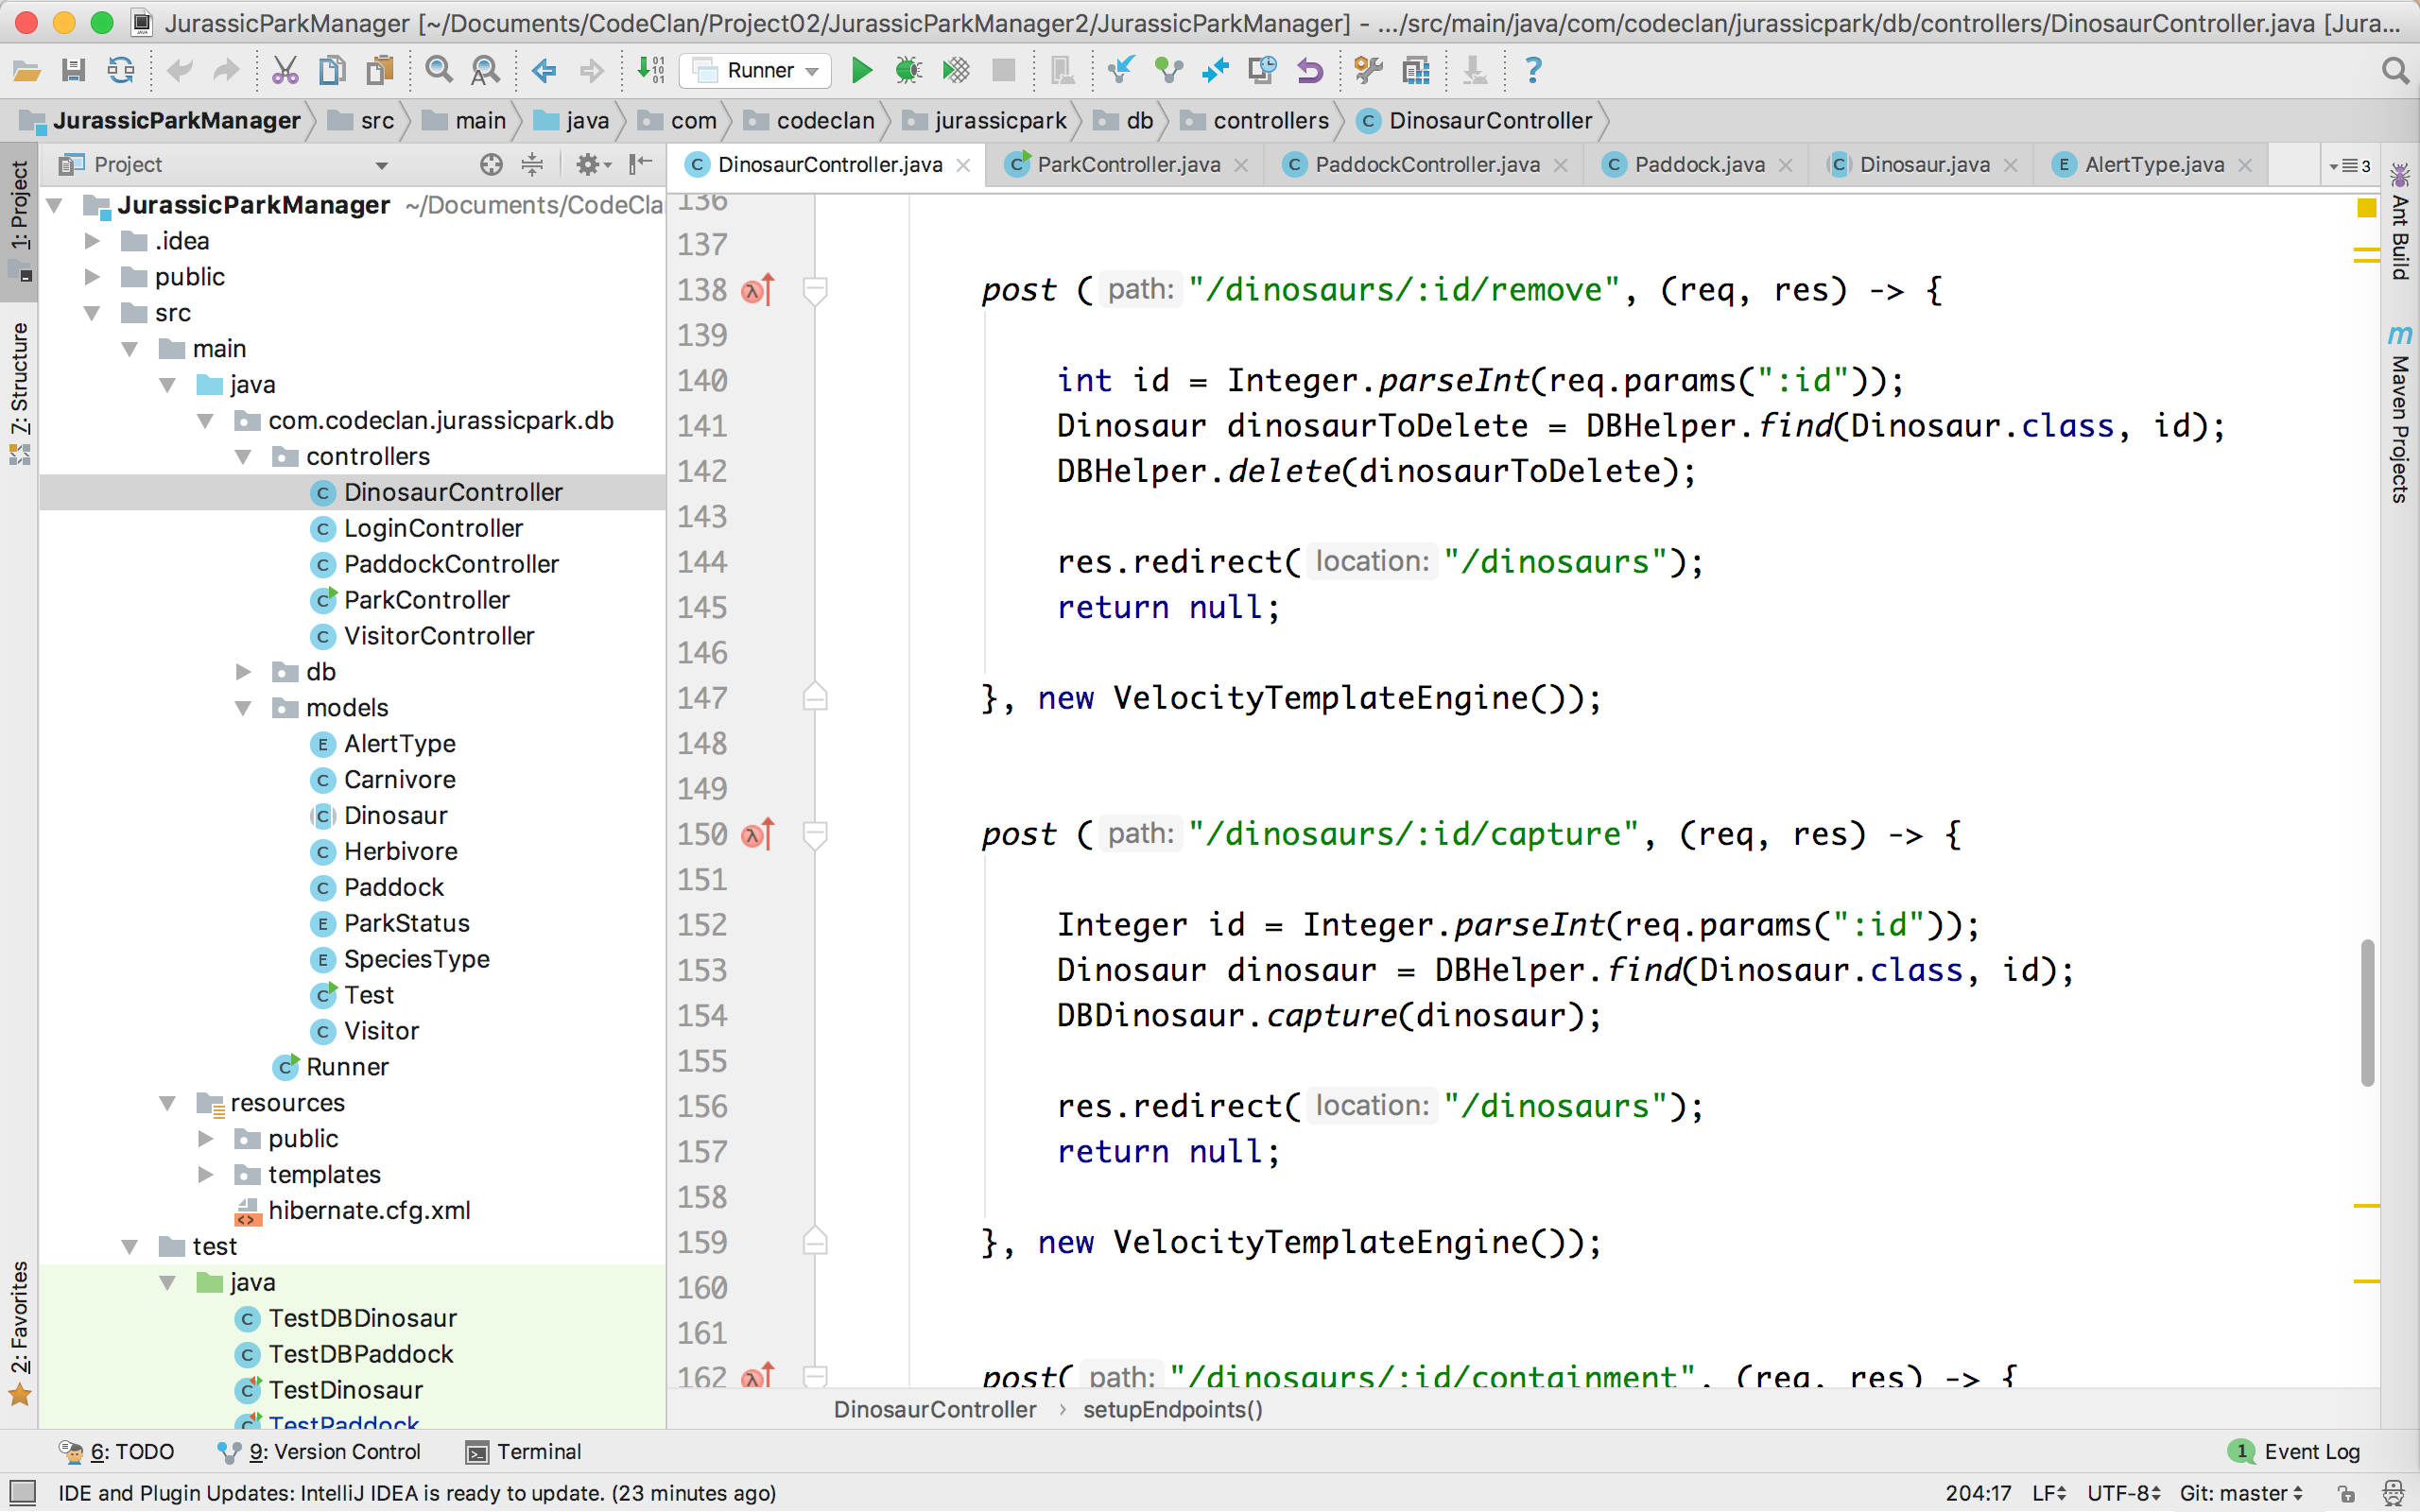 JurassicParkManager [~/Documents/CodeClan/Project02/JurassicParkManager2/JurassicParkManager] - .../src/main/java/com/codeclan/jurassicpark/db/controllers/DinosaurController.java [Jura...
Runner
JurassicParkManager src main java com codeclan jurassicpark db controllers DinosaurController
1: Project
7: Structure
2: Favorites
Project
JurassicParkManager ~/Documents/CodeClan
.idea
public
src
main
java
com.codeclan.jurassicpark.db
controllers
DinosaurController
LoginController
PaddockController
ParkController
VisitorController
db
models
AlertType
Carnivore
Dinosaur
Herbivore
Paddock
ParkStatus
SpeciesType
Test
Visitor
Runner
resources
public
templates
hibernate.cfg.xml
test
java
TestDBDinosaur
TestDBPaddock
TestDinosaur
TestPaddock
DinosaurController.java ParkController.java PaddockController.java Paddock.java Dinosaur.java AlertType.java 3
136
137
138 post ( path: "/dinosaurs/:id/remove", (req, res) -> {
139
140 int id = Integer.parseInt(req.params(":id"));
141 Dinosaur dinosaurToDelete = DBHelper.find(Dinosaur.class, id);
142 DBHelper.delete(dinosaurToDelete);
143
144 res.redirect( location: "/dinosaurs");
145 return null;
146
147 }, new VelocityTemplateEngine());
148
149
150 post ( path: "/dinosaurs/:id/capture", (req, res) -> {
151
152 Integer id = Integer.parseInt(req.params(":id"));
153 Dinosaur dinosaur = DBHelper.find(Dinosaur.class, id);
154 DBDinosaur.capture(dinosaur);
155
156 res.redirect( location: "/dinosaurs");
157 return null;
158
159 }, new VelocityTemplateEngine());
160
161
162 post( path: "/dinosaurs/:id/containment", (req, res) -> {
DinosaurController › setupEndpoints()
Ant Build
Maven Projects
6: TODO 9: Version Control Terminal 1 Event Log
IDE and Plugin Updates: IntelliJ IDEA is ready to update. (23 minutes ago) 204:17 LF UTF-8 Git: master